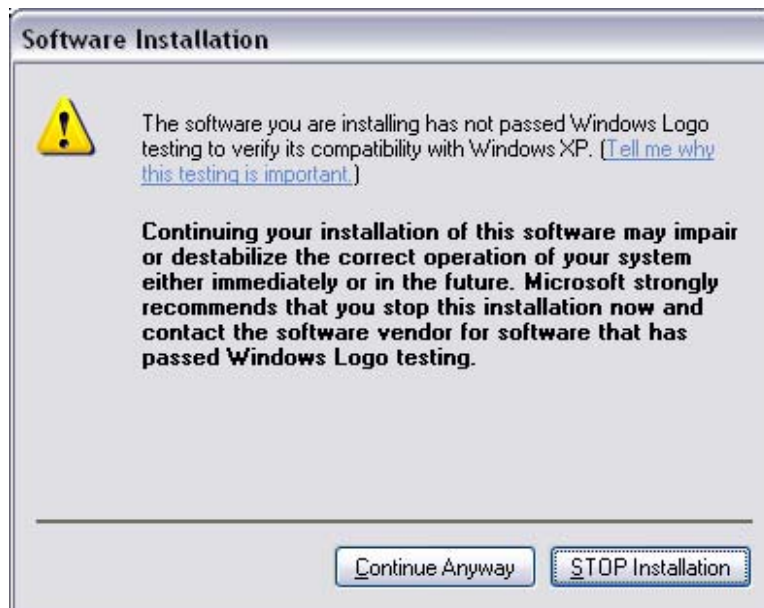 Software Installation
The software you are installing has not passed Windows Logo
testing to verify its compatibility with Windows XP. (Tell me why
this testing is important.)
Continuing your installation of this software may impair
or destabilize the correct operation of your system
either immediately or in the future. Microsoft strongly
recommends that you stop this installation now and
contact the software vendor for software that has
passed Windows Logo testing.
Continue Anyway STOP Installation